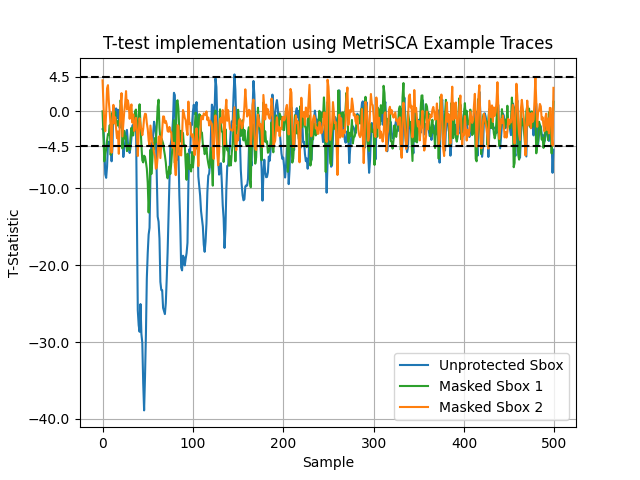 T-test implementation using MetriSCA Example Traces
T-Statistic
4.5
0.0
−4.5
−10.0
−20.0
−30.0
−40.0
Unprotected Sbox
Masked Sbox 1
Masked Sbox 2
0 100 200 300 400 500
Sample